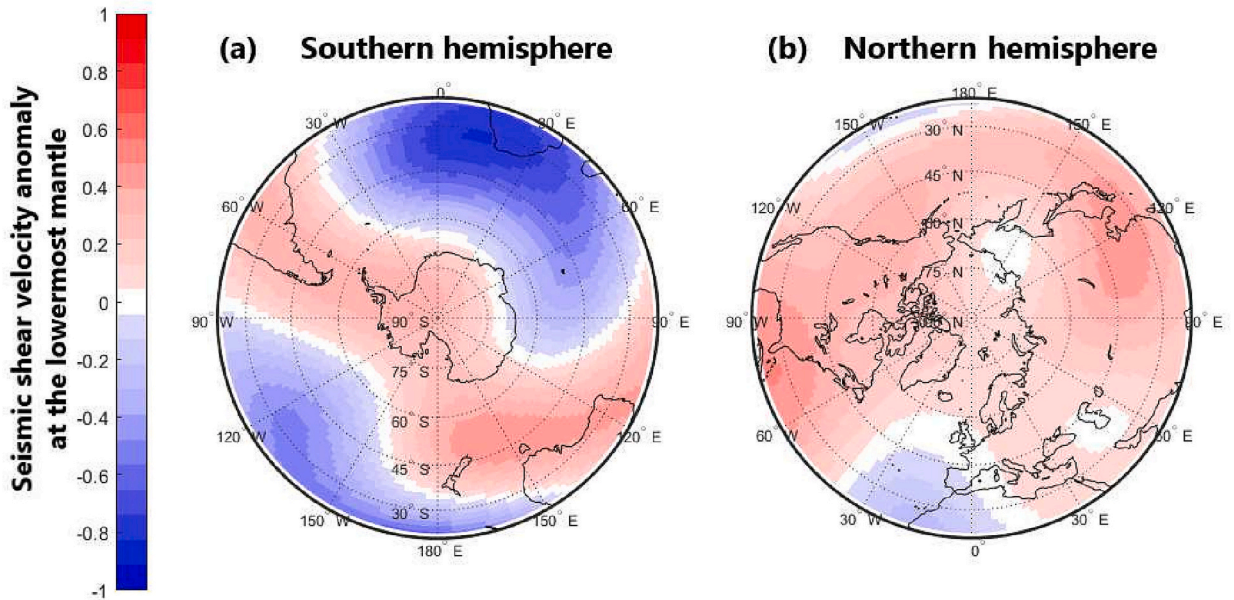 Seismic shear velocity anomaly
at the lowermost mantle
1
0.8
0.6
0.4
0.2
0
-0.2
-0.4
-0.6
-0.8
-1
(a) Southern hemisphere
0°
30° W
30° E
60° W
60° E
90° W
90° S
90° E
75° S
60° S
120° W
120° E
45° S
30° S
150° W
150° E
180° E
(b) Northern hemisphere
180° E
150° W
150° E
30° N
45° N
120° W
120° E
60° N
75° N
90° W
90° N
90° E
60° W
60° E
30° W
30° E
0°